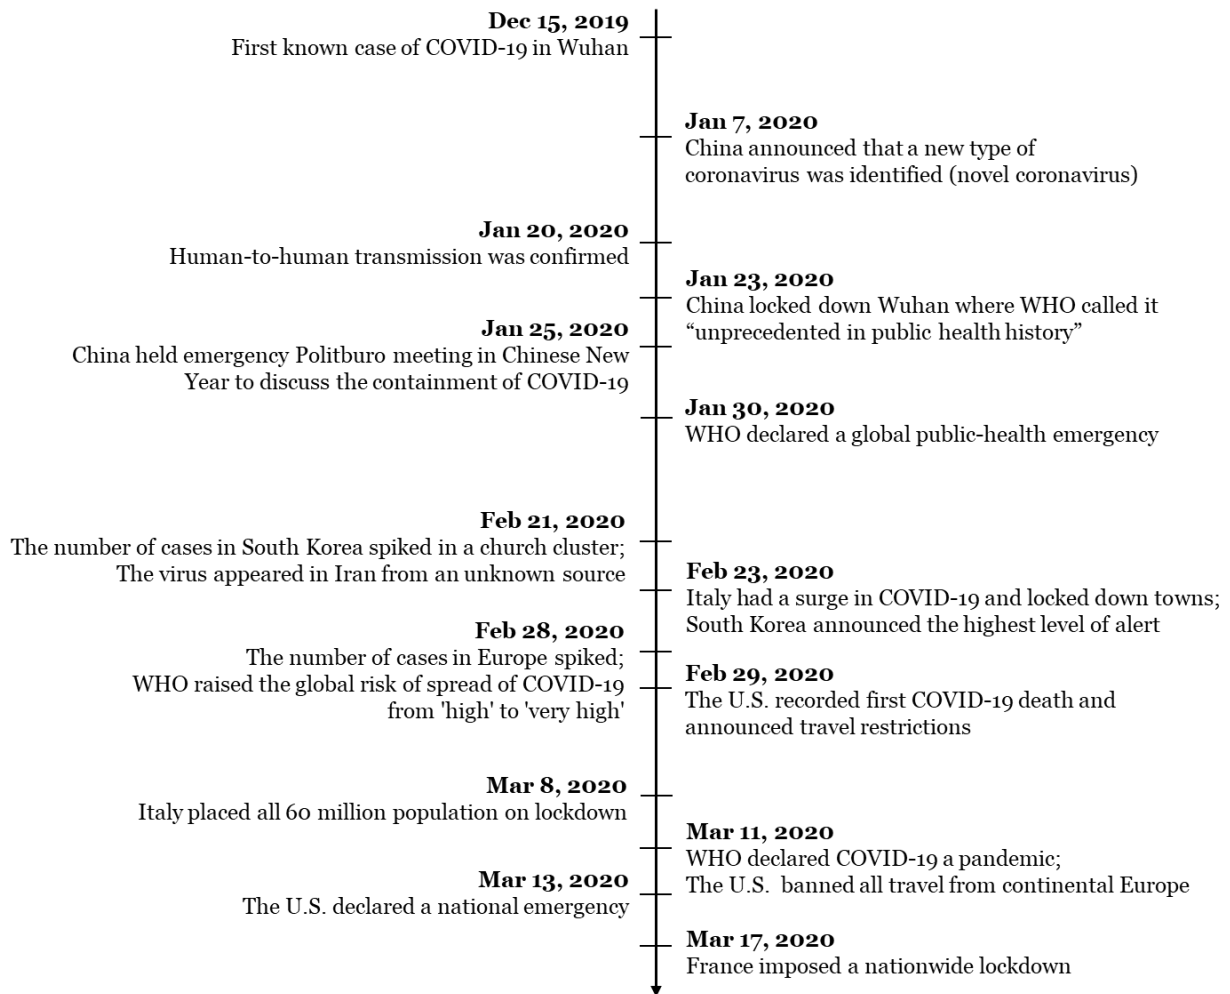 Dec 15, 2019
First known case of COVID-19 in Wuhan
Jan 7, 2020
China announced that a new type of
coronavirus was identified (novel coronavirus)
Jan 20, 2020
Human-to-human transmission was confirmed
Jan 23, 2020
China locked down Wuhan where WHO called it
“unprecedented in public health history”
Jan 25, 2020
China held emergency Politburo meeting in Chinese New
Year to discuss the containment of COVID-19
Jan 30, 2020
WHO declared a global public-health emergency
Feb 21, 2020
The number of cases in South Korea spiked in a church cluster;
The virus appeared in Iran from an unknown source
Feb 23, 2020
Italy had a surge in COVID-19 and locked down towns;
South Korea announced the highest level of alert
Feb 28, 2020
The number of cases in Europe spiked;
WHO raised the global risk of spread of COVID-19
from 'high' to 'very high'
Feb 29, 2020
The U.S. recorded first COVID-19 death and
announced travel restrictions
Mar 8, 2020
Italy placed all 60 million population on lockdown
Mar 11, 2020
WHO declared COVID-19 a pandemic;
The U.S. banned all travel from continental Europe
Mar 13, 2020
The U.S. declared a national emergency
Mar 17, 2020
France imposed a nationwide lockdown